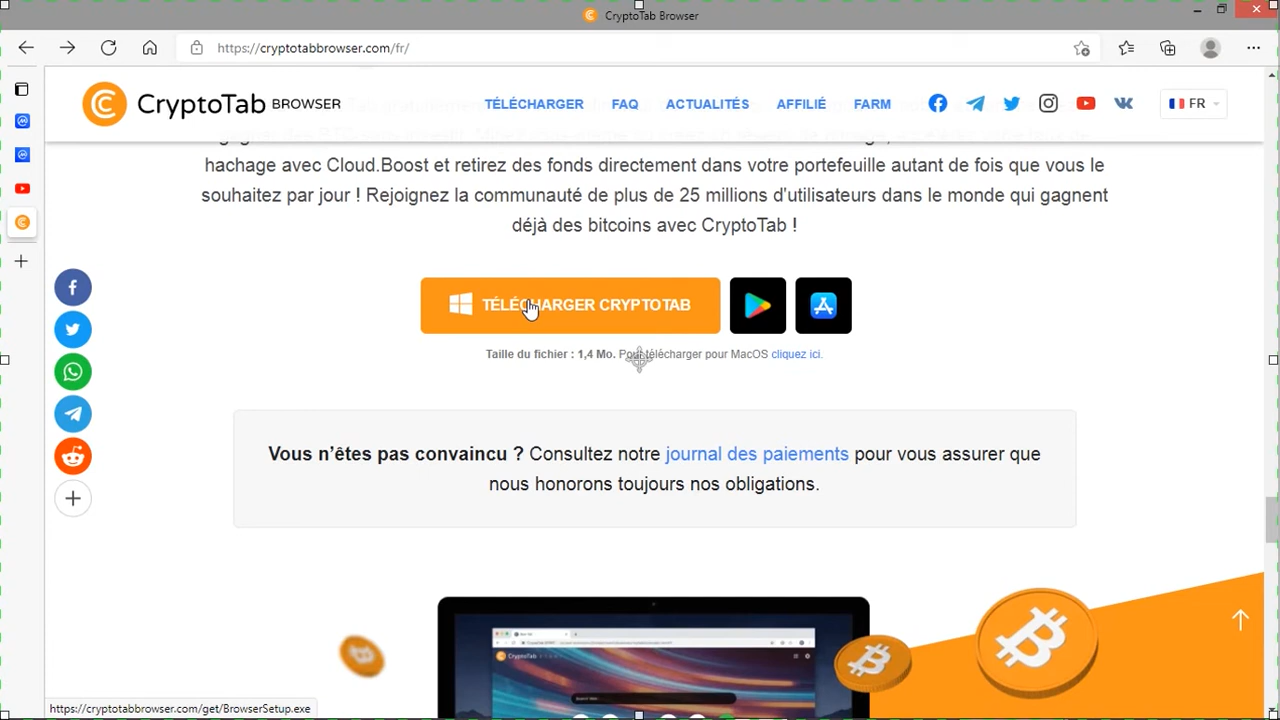 CryptoTab Browser
https://cryptotabbrowser.com/fr/
CryptoTab BROWSER
TÉLÉCHARGER FAQ ACTUALITÉS AFFILIÉ FARM
FR
hachage avec Cloud.Boost et retirez des fonds directement dans votre portefeuille autant de fois que vous le
souhaitez par jour ! Rejoignez la communauté de plus de 25 millions d'utilisateurs dans le monde qui gagnent
déjà des bitcoins avec CryptoTab !
TÉLÉCHARGER CRYPTOTAB
Taille du fichier : 1,4 Mo. Pour télécharger pour MacOS cliquez ici.
Vous n’êtes pas convaincu ? Consultez notre journal des paiements pour vous assurer que
nous honorons toujours nos obligations.
CryptoTab
https://cryptotabbrowser.com/get/BrowserSetup.exe